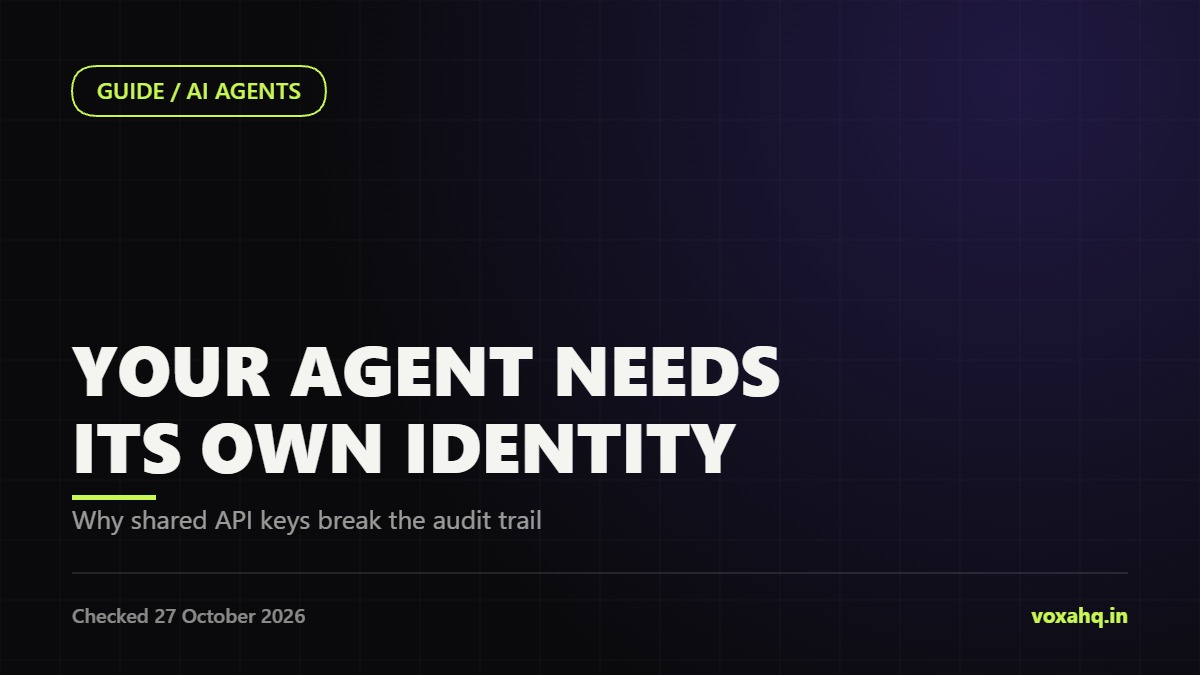 GUIDE / AI AGENTS
YOUR AGENT NEEDS
ITS OWN IDENTITY
Why shared API keys break the audit trail
Checked 27 October 2026
voxahq.in